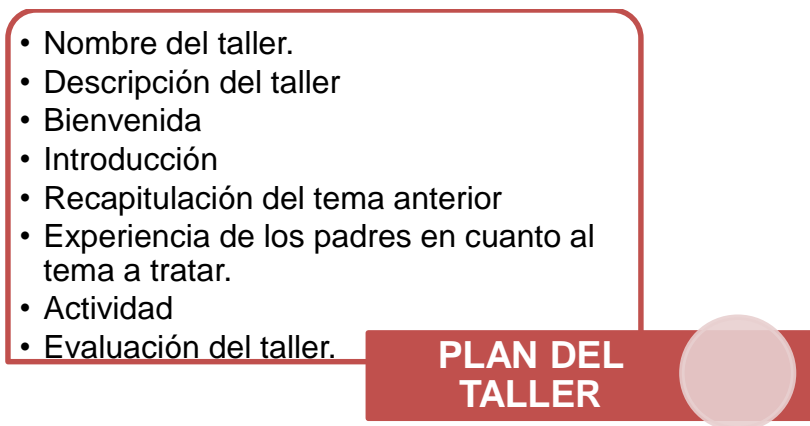 • Nombre del taller.
• Descripción del taller
• Bienvenida
• Introducción
• Recapitulación del tema anterior
• Experiencia de los padres en cuanto al
tema a tratar.
• Actividad
• Evaluación del taller.
PLAN DEL
TALLER